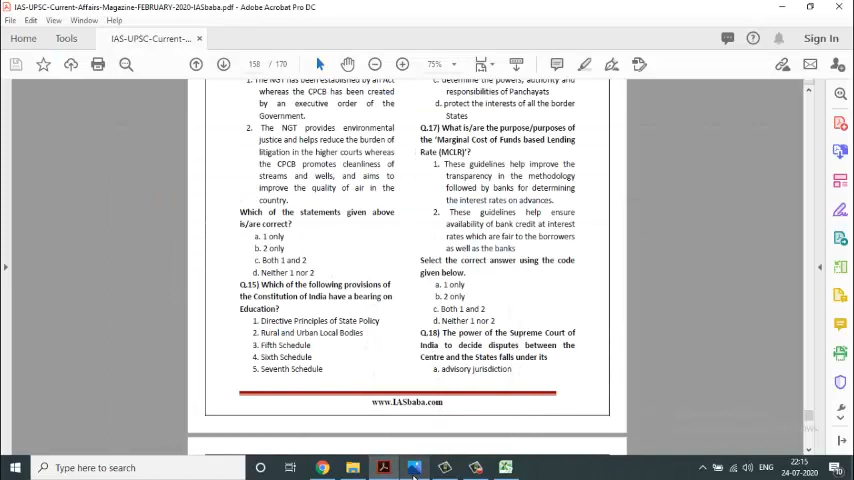 IAS-UPSC-Current-Affairs-Magazine-FEBRUARY-2020-IASbaba.pdf - Adobe Acrobat Reader DC
File Edit View Window Help
Home Tools IAS-UPSC-Current-... × Sign In
158 / 170 75%
1. The NGT has been established by an Act
whereas the CPCB has been created
by an executive order of the
Government.
2. The NGT provides environmental
justice and helps reduce the burden of
litigation in the higher courts whereas
the CPCB promotes cleanliness of
streams and wells, and aims to
improve the quality of air in the
country.
Which of the statements given above
is/are correct?
a. 1 only
b. 2 only
c. Both 1 and 2
d. Neither 1 nor 2
Q.15) Which of the following provisions
of the Constitution of India have a bearing on
Education?
1. Directive Principles of State Policy
2. Rural and Urban Local Bodies
3. Fifth Schedule
4. Sixth Schedule
5. Seventh Schedule
c. determine the powers, authority and
responsibilities of Panchayats
d. protect the interests of all the border
States
Q.17) What is/are the purpose/purposes of
the ‘Marginal Cost of Funds based Lending
Rate (MCLR)’?
1. These guidelines help improve the
transparency in the methodology
followed by banks for determining
the interest rates on advances.
2. These guidelines help ensure
availability of bank credit at interest
rates which are fair to the borrowers
as well as the banks
Select the correct answer using the code
given below.
a. 1 only
b. 2 only
c. Both 1 and 2
d. Neither 1 nor 2
Q.18) The power of the Supreme Court of
India to decide disputes between the
Centre and the States falls under its
a. advisory jurisdiction
www.IASbaba.com
Type here to search
ENG
22:15
24-07-2020
10